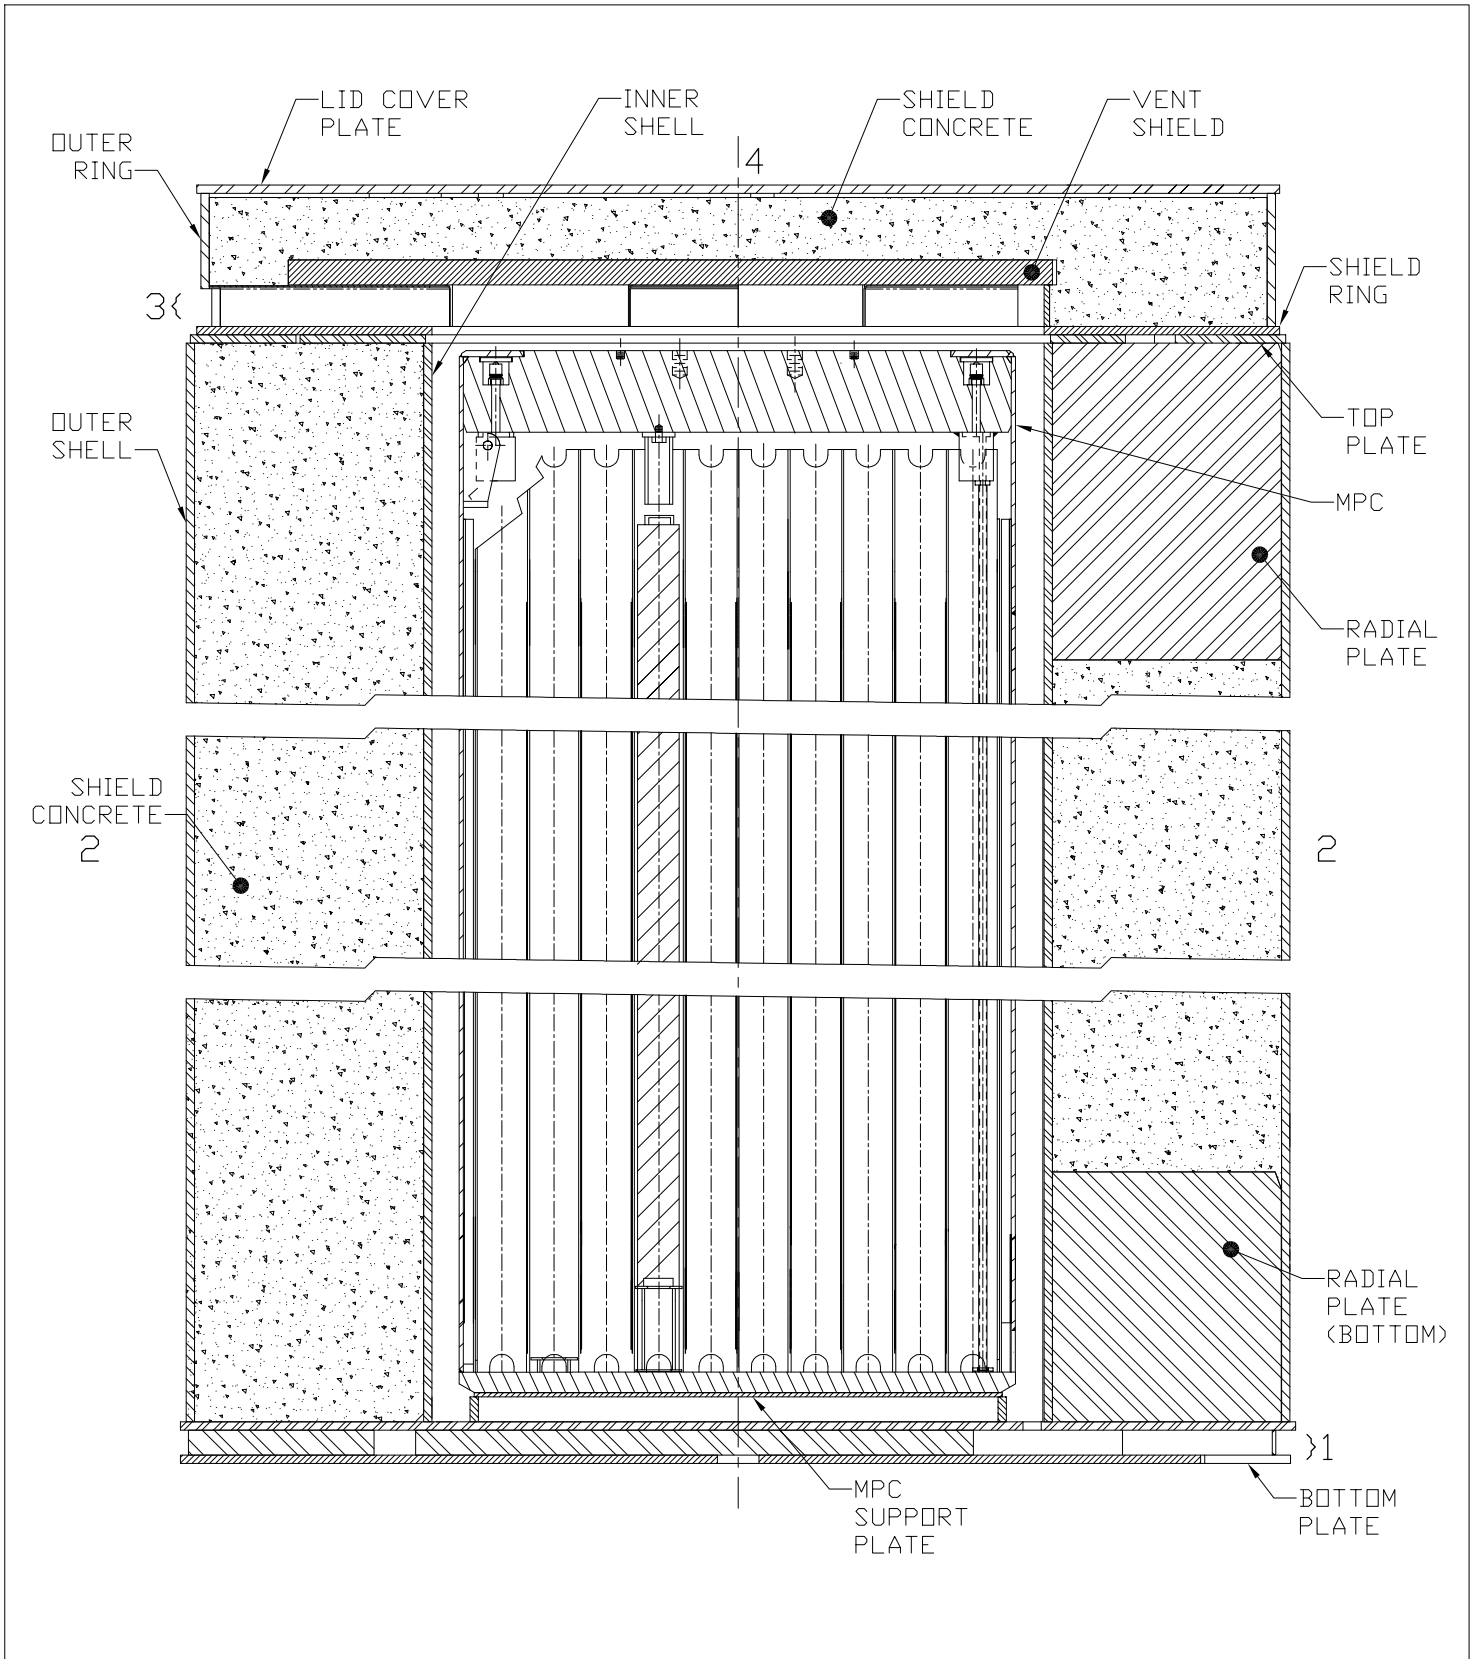 LID COVER
PLATE
INNER
SHELL
SHIELD
CONCRETE
VENT
SHIELD
OUTER
RING
4
SHIELD
RING
3{
OUTER
SHELL
TOP
PLATE
MPC
RADIAL
PLATE
SHIELD
CONCRETE
2
2
RADIAL
PLATE
(BOTTOM)
}1
MPC
SUPPORT
PLATE
BOTTOM
PLATE